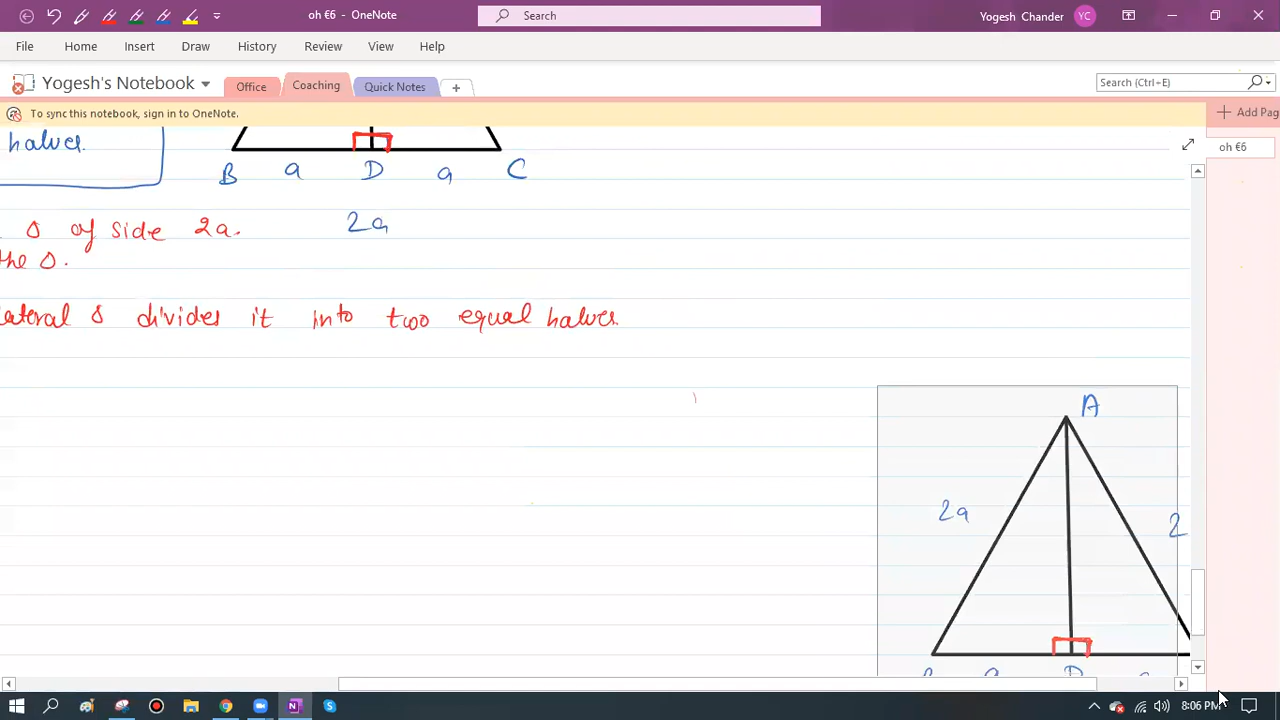 oh €6 - OneNote
Search
Yogesh Chander
YC
File Home Insert Draw History Review View Help
Yogesh's Notebook
Office Coaching Quick Notes
Search (Ctrl+E)
To sync this notebook, sign in to OneNote.
Add Pag
oh €6
halves.
B a D a C
Δ of side 2a.
2a
the Δ.
lateral Δ divides it into two equal halves.
A
2a
2
D
8:06 PM